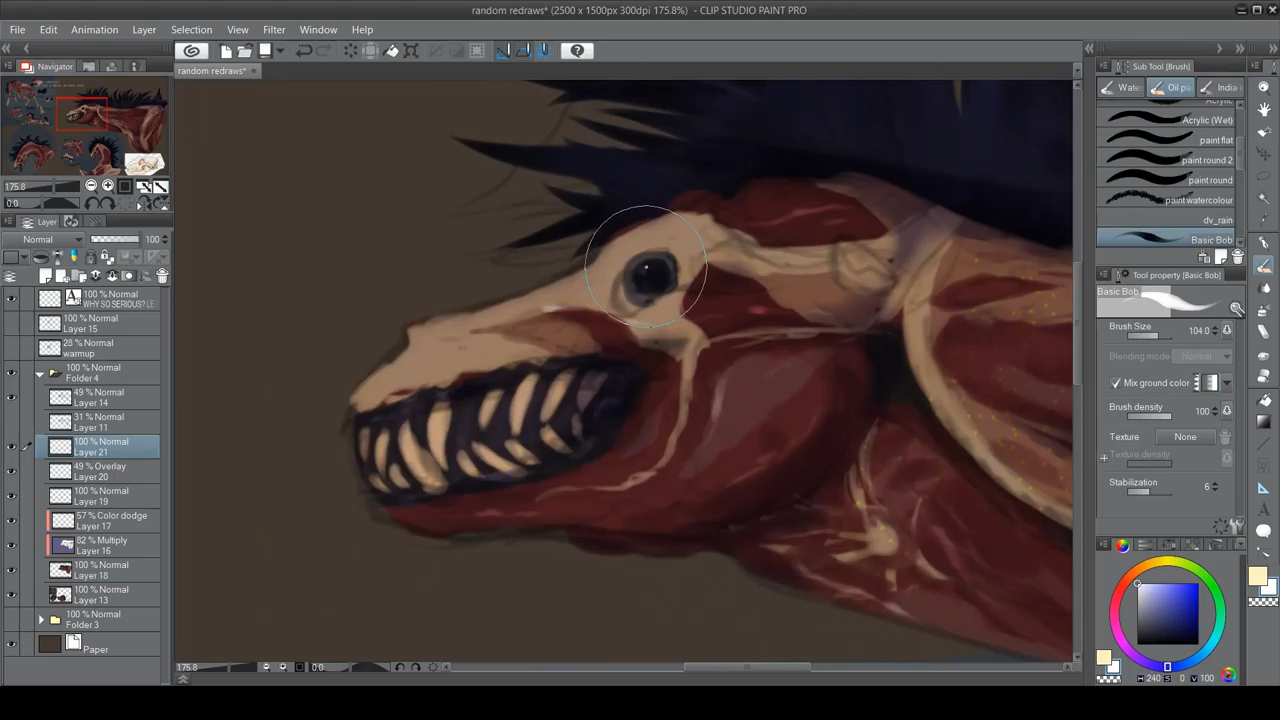 random redraws* (2500 x 1500px 300dpi 175.8%) - CLIP STUDIO PAINT PRO
File Edit Animation Layer Selection View Filter Window Help
Navigator
random redraws*
175.8
0.0
Layer
Normal 100
100 % Normal
WHY SO SERIOUS? LE
100 % Normal
Layer 15
28 % Normal
warmup
100 % Normal
Folder 4
49 % Normal
Layer 14
31 % Normal
Layer 11
100 % Normal
Layer 21
49 % Overlay
Layer 20
100 % Normal
Layer 19
57 % Color dodge
Layer 17
82 % Multiply
Layer 16
100 % Normal
Layer 18
100 % Normal
Layer 13
100 % Normal
Folder 3
Paper
175.8 0.0
Sub Tool [Brush]
Wate Oil pa India
Acrylic
Acrylic (Wet)
paint flat
paint round 2
paint round
paint watercolour
dv_rain
Basic Bob
Tool property [Basic Bob]
Basic Bob
Brush Size 104.0
Blending mode Normal
Mix ground color
Brush density 100
Texture None
Texture density
Stabilization 6
H 240 S 0 V 100